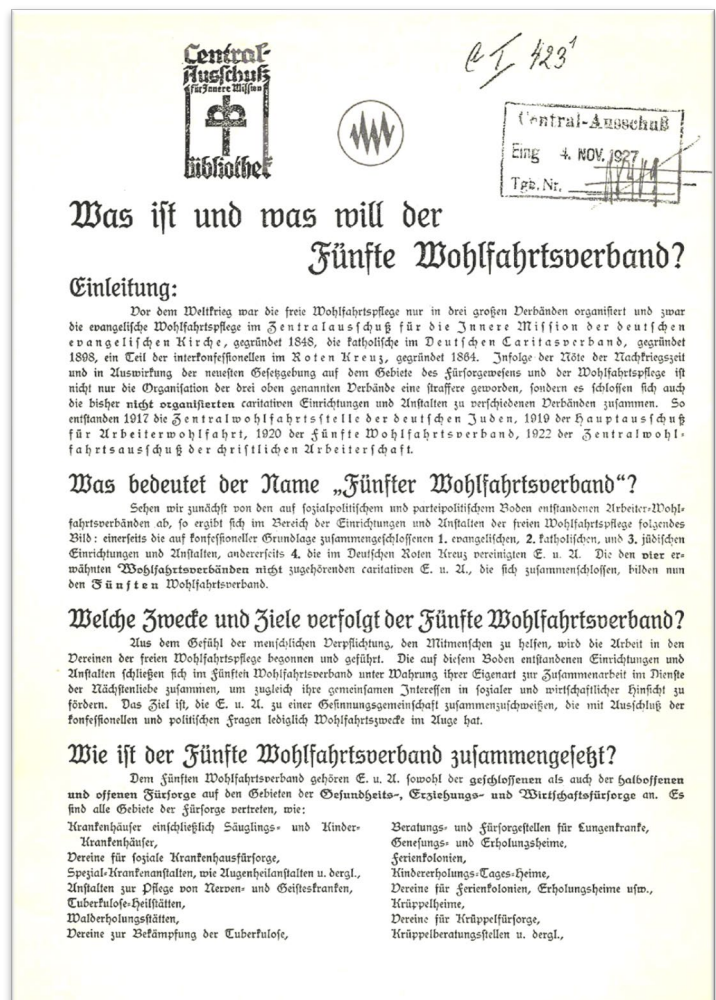 Central-
Ausschuß
für Innere Mission
Bibliothek
C I 423¹
Central-Ausschuß
Eing 4. NOV. 1927
Tgb. Nr.
Was ist und was will der
Fünfte Wohlfahrtsverband?
Einleitung:
Vor dem Weltkrieg war die freie Wohlfahrtspflege nur in drei großen Verbänden organisiert und zwar
die evangelische Wohlfahrtspflege im Zentralausschuß für die Innere Mission der deutschen
evangelischen Kirche, gegründet 1848, die katholische im Deutschen Caritasverband, gegründet
1898, ein Teil der interkonfessionellen im Roten Kreuz, gegründet 1864. Infolge der Nöte der Nachkriegszeit
und in Auswirkung der neuesten Gesetzgebung auf dem Gebiete des Fürsorgewesens und der Wohlfahrtspflege ist
nicht nur die Organisation der drei oben genannten Verbände eine straffere geworden, sondern es schlossen sich auch
die bisher nicht organisierten caritativen Einrichtungen und Anstalten zu verschiedenen Verbänden zusammen. So
entstanden 1917 die Zentralwohlfahrtsstelle der deutschen Juden, 1919 der Hauptausschuß
für Arbeiterwohlfahrt, 1920 der Fünfte Wohlfahrtsverband, 1922 der Zentralwohl-
fahrtsausschuß der christlichen Arbeiterschaft.
Was bedeutet der Name „Fünfter Wohlfahrtsverband“?
Sehen wir zunächst von den auf sozialpolitischem und parteipolitischem Boden entstandenen Arbeiter-Wohl-
fahrtsverbänden ab, so ergibt sich im Bereich der Einrichtungen und Anstalten der freien Wohlfahrtspflege folgendes
Bild: einerseits die auf konfessioneller Grundlage zusammengeschlossenen 1. evangelischen, 2. katholischen, und 3. jüdischen
Einrichtungen und Anstalten, andererseits 4. die im Deutschen Roten Kreuz vereinigten E. u. A. Die den vier er-
wähnten Wohlfahrtsverbänden nicht zugehörenden caritativen E. u. A., die sich zusammenschlossen, bilden nun
den Fünften Wohlfahrtsverband.
Welche Zwecke und Ziele verfolgt der Fünfte Wohlfahrtsverband?
Aus dem Gefühl der menschlichen Verpflichtung, den Mitmenschen zu helfen, wird die Arbeit in den
Vereinen der freien Wohlfahrtspflege begonnen und geführt. Die auf diesem Boden entstandenen Einrichtungen und
Anstalten schließen sich im Fünften Wohlfahrtsverband unter Wahrung ihrer Eigenart zur Zusammenarbeit im Dienste
der Nächstenliebe zusammen, um zugleich ihre gemeinsamen Interessen in sozialer und wirtschaftlicher Hinsicht zu
fördern. Das Ziel ist, die E. u. A. zu einer Gesinnungsgemeinschaft zusammenzuschweißen, die mit Ausschluß der
konfessionellen und politischen Fragen lediglich Wohlfahrtszwecke im Auge hat.
Wie ist der Fünfte Wohlfahrtsverband zusammengesetzt?
Dem Fünften Wohlfahrtsverband gehören E. u. A. sowohl der geschlossenen als auch der halboffenen
und offenen Fürsorge auf den Gebieten der Gesundheits-, Erziehungs- und Wirtschaftsfürsorge an. Es
sind alle Gebiete der Fürsorge vertreten, wie:
Krankenhäuser einschließlich Säuglings- und Kinder-
Krankenhäuser,
Vereine für soziale Krankenhausfürsorge,
Spezial-Krankenanstalten, wie Augenheilanstalten u. dergl.,
Anstalten zur Pflege von Nerven- und Geisteskranken,
Tuberkulose-Heilstätten,
Walderholungsstätten,
Vereine zur Bekämpfung der Tuberkulose,
Beratungs- und Fürsorgestellen für Lungenkranke,
Genesungs- und Erholungsheime,
Ferienkolonien,
Kindererholungs-Tages-Heime,
Vereine für Ferienkolonien, Erholungsheime usw.,
Krüppelheime,
Vereine für Krüppelfürsorge,
Krüppelberatungsstellen u. dergl.,